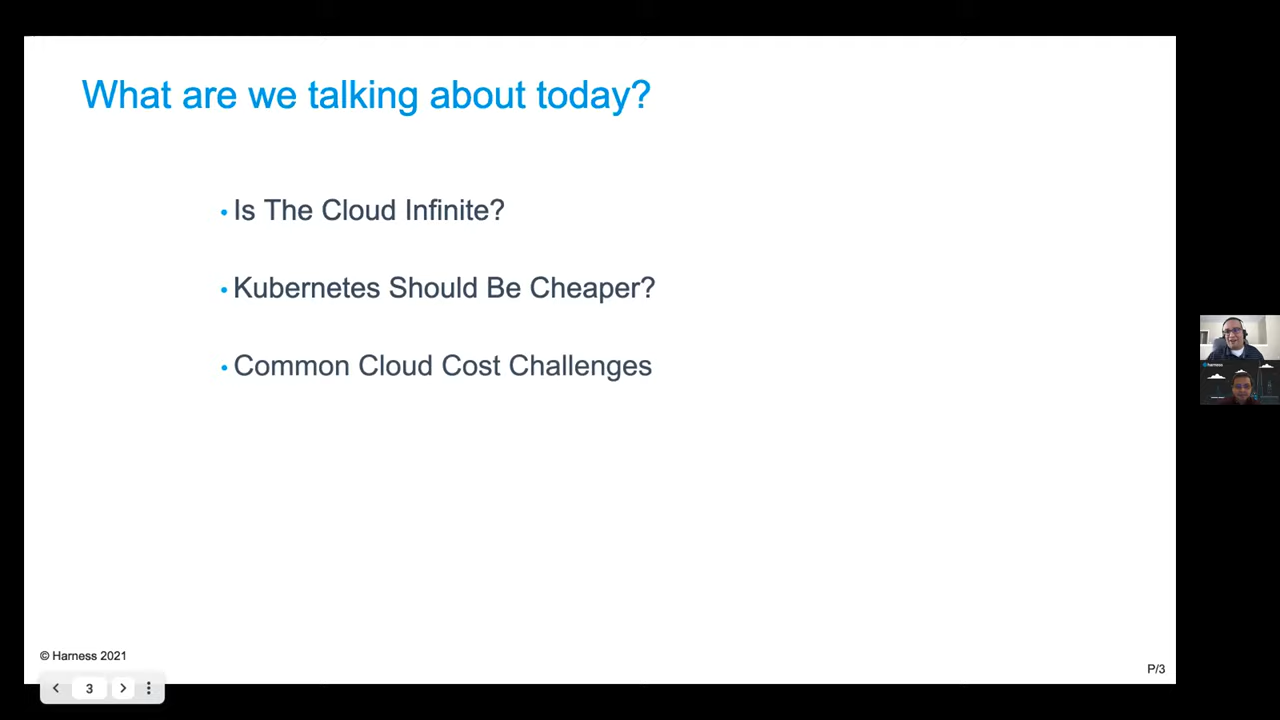 What are we talking about today?
• Is The Cloud Infinite?
• Kubernetes Should Be Cheaper?
• Common Cloud Cost Challenges
harness
© Harness 2021
P/3
3